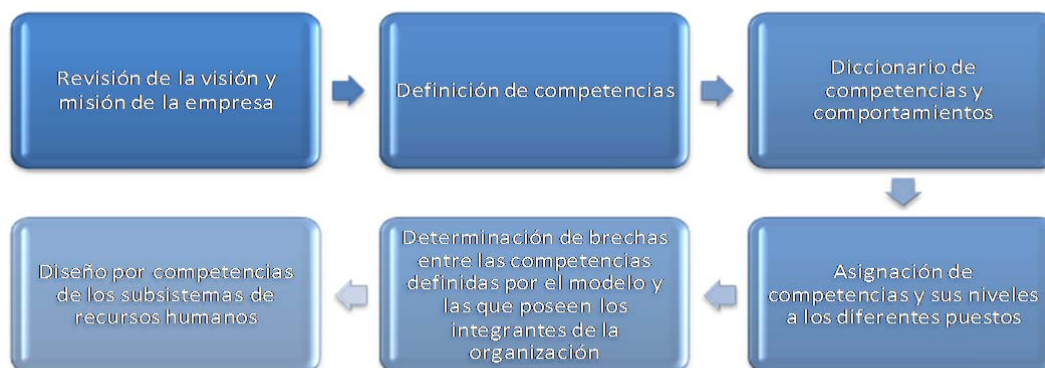 Revisión de la visión y
misión de la empresa
Definición de competencias
Diccionario de
competencias y
comportamientos
Asignación de
competencias y sus niveles
a los diferentes puestos
Determinación de brechas
entre las competencias
definidas por el modelo y
las que poseen los
integrantes de la
organización
Diseño por competencias
de los subsistemas de
recursos humanos